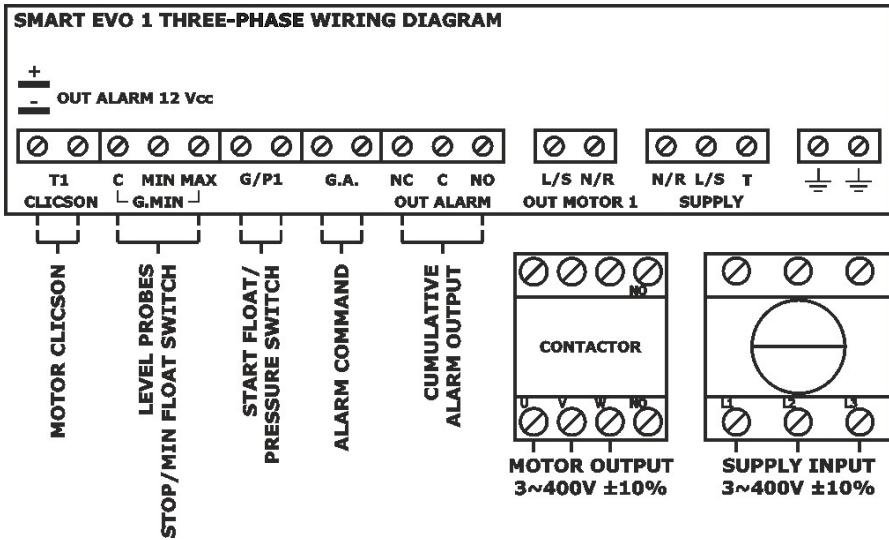 SMART EVO 1 THREE-PHASE WIRING DIAGRAM
+
- OUT ALARM 12 Vcc
T1 C MIN MAX G/P1 G.A. NC C NO L/S N/R N/R L/S T
CLICSON G.MIN OUT ALARM OUT MOTOR 1 SUPPLY
MOTOR CLICSON
LEVEL PROBES
STOP/MIN FLOAT SWITCH
START FLOAT/
PRESSURE SWITCH
ALARM COMMAND
CUMULATIVE
ALARM OUTPUT
NO
CONTACTOR
U V W NO
MOTOR OUTPUT
3~400V ±10%
L1 L2 L3
SUPPLY INPUT
3~400V ±10%